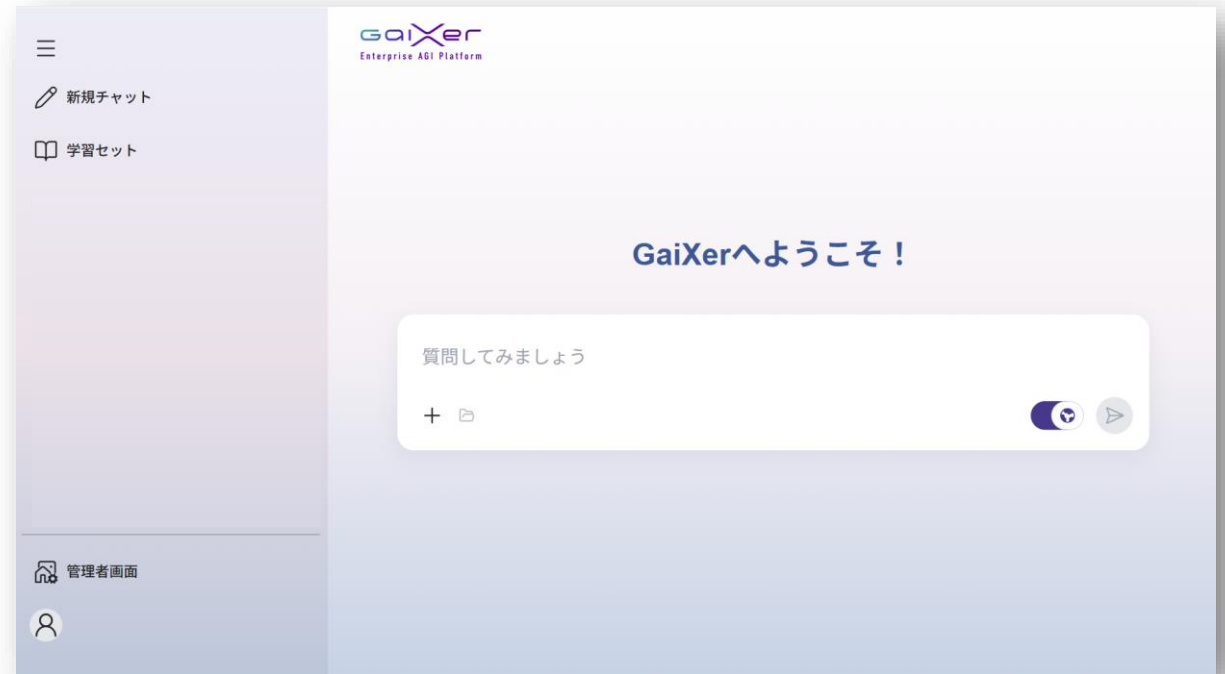 GaiXer
Enterprise AGI Platform
新規チャット
学習セット
GaiXerへようこそ！
質問してみましょう
管理者画面